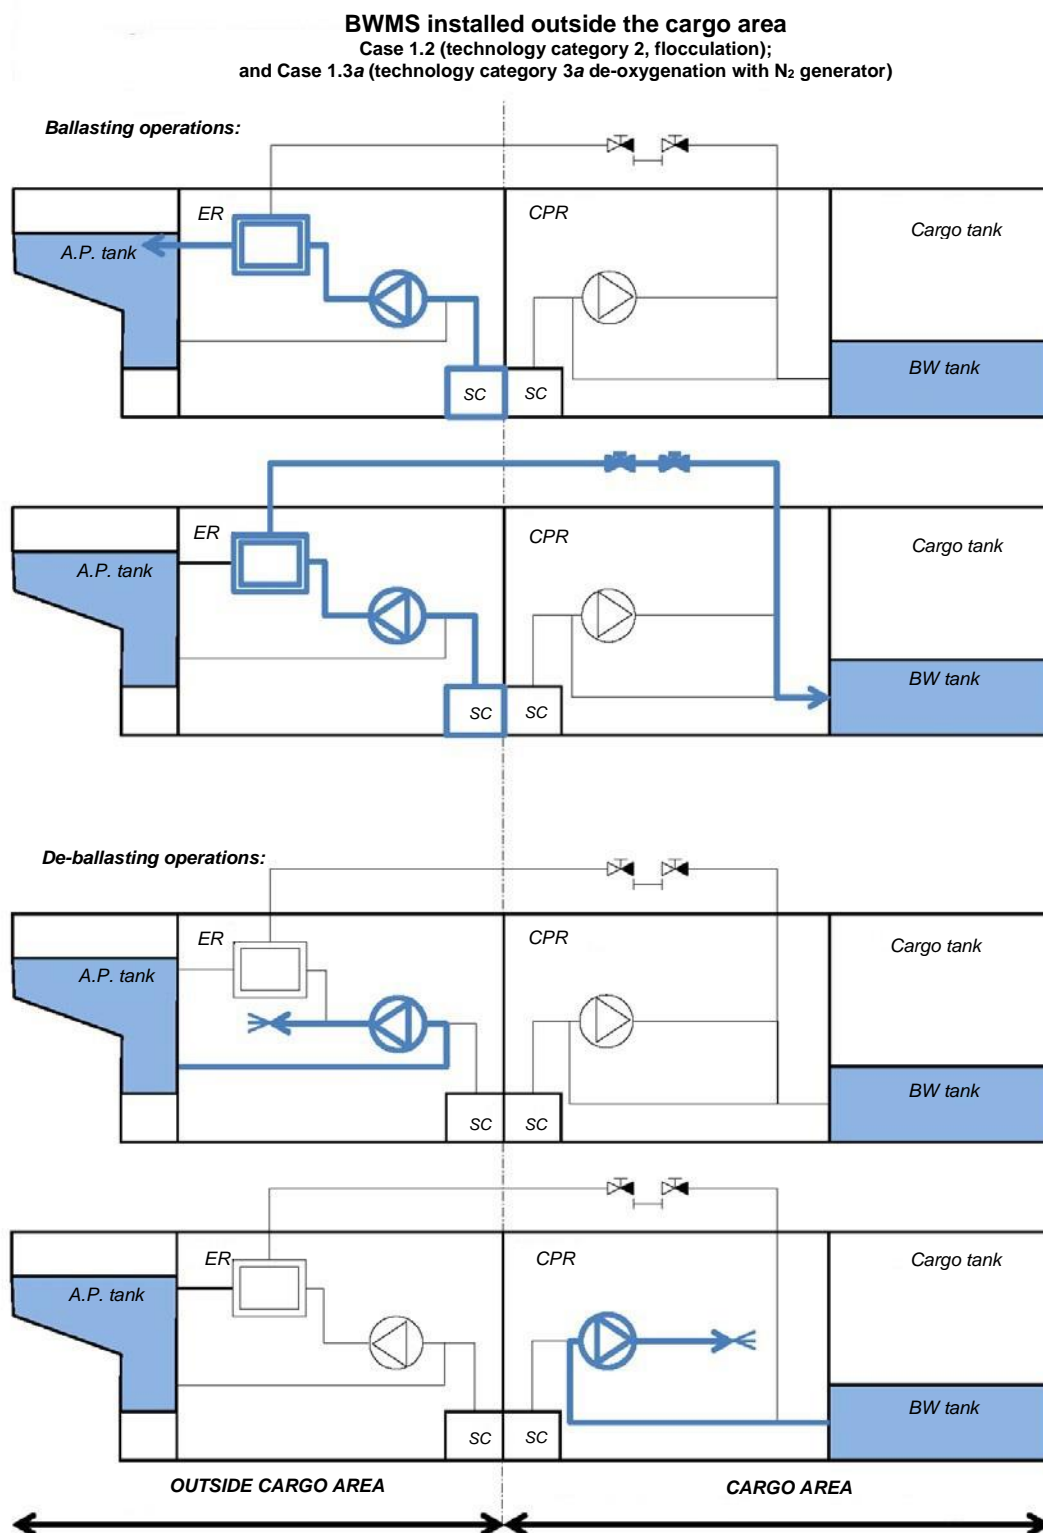 BWMS installed outside the cargo area
Case 1.2 (technology category 2, flocculation);
and Case 1.3a (technology category 3a de-oxygenation with N₂ generator)
Ballasting operations:
ER
CPR
A.P. tank
Cargo tank
BW tank
SC
SC
ER
CPR
A.P. tank
Cargo tank
BW tank
SC
SC
De-ballasting operations:
ER
CPR
A.P. tank
Cargo tank
BW tank
SC
SC
ER
CPR
A.P. tank
Cargo tank
BW tank
SC
SC
OUTSIDE CARGO AREA
CARGO AREA